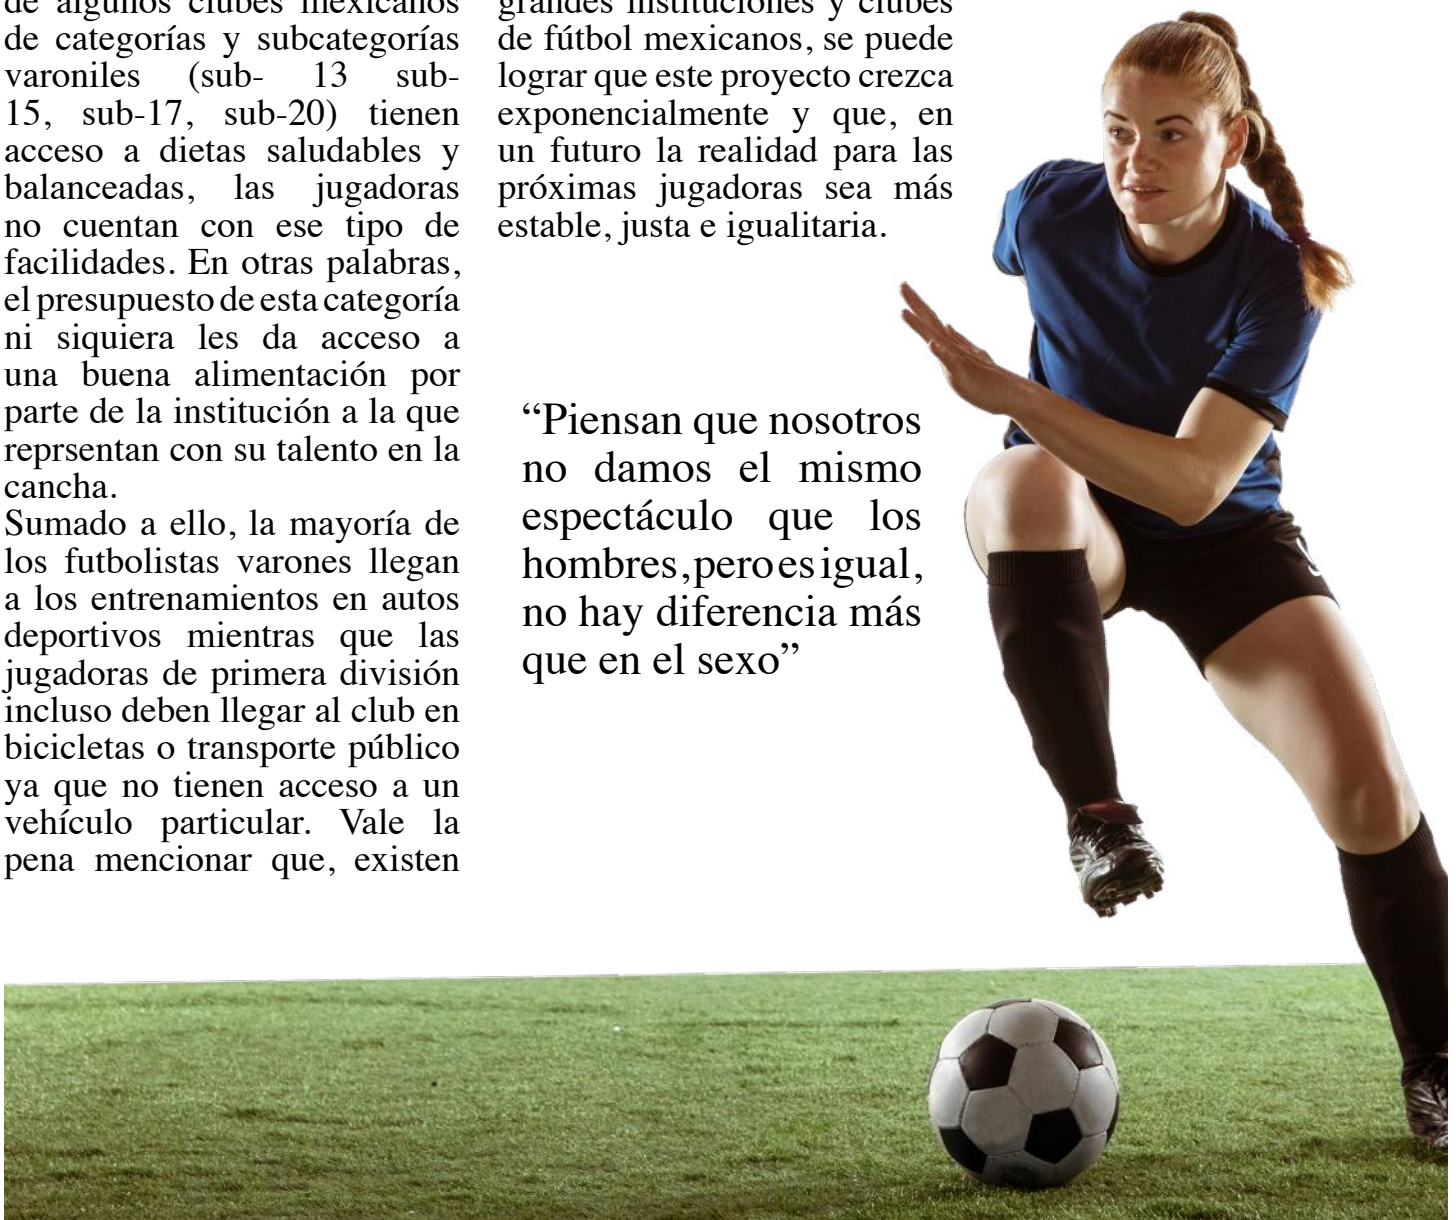 de algunos clubes mexicanos
de categorías y subcategorías
varoniles (sub- 13 sub-
15, sub-17, sub-20) tienen
acceso a dietas saludables y
balanceadas, las jugadoras
no cuentan con ese tipo de
facilidades. En otras palabras,
el presupuesto de esta categoría
ni siquiera les da acceso a
una buena alimentación por
parte de la institución a la que
reprsentan con su talento en la
cancha.
Sumado a ello, la mayoría de
los futbolistas varones llegan
a los entrenamientos en autos
deportivos mientras que las
jugadoras de primera división
incluso deben llegar al club en
bicicletas o transporte público
ya que no tienen acceso a un
vehículo particular. Vale la
pena mencionar que, existen
grandes instituciones y clubes
de fútbol mexicanos, se puede
lograr que este proyecto crezca
exponencialmente y que, en
un futuro la realidad para las
próximas jugadoras sea más
estable, justa e igualitaria.
“Piensan que nosotros
no damos el mismo
espectáculo que los
hombres, pero es igual,
no hay diferencia más
que en el sexo”